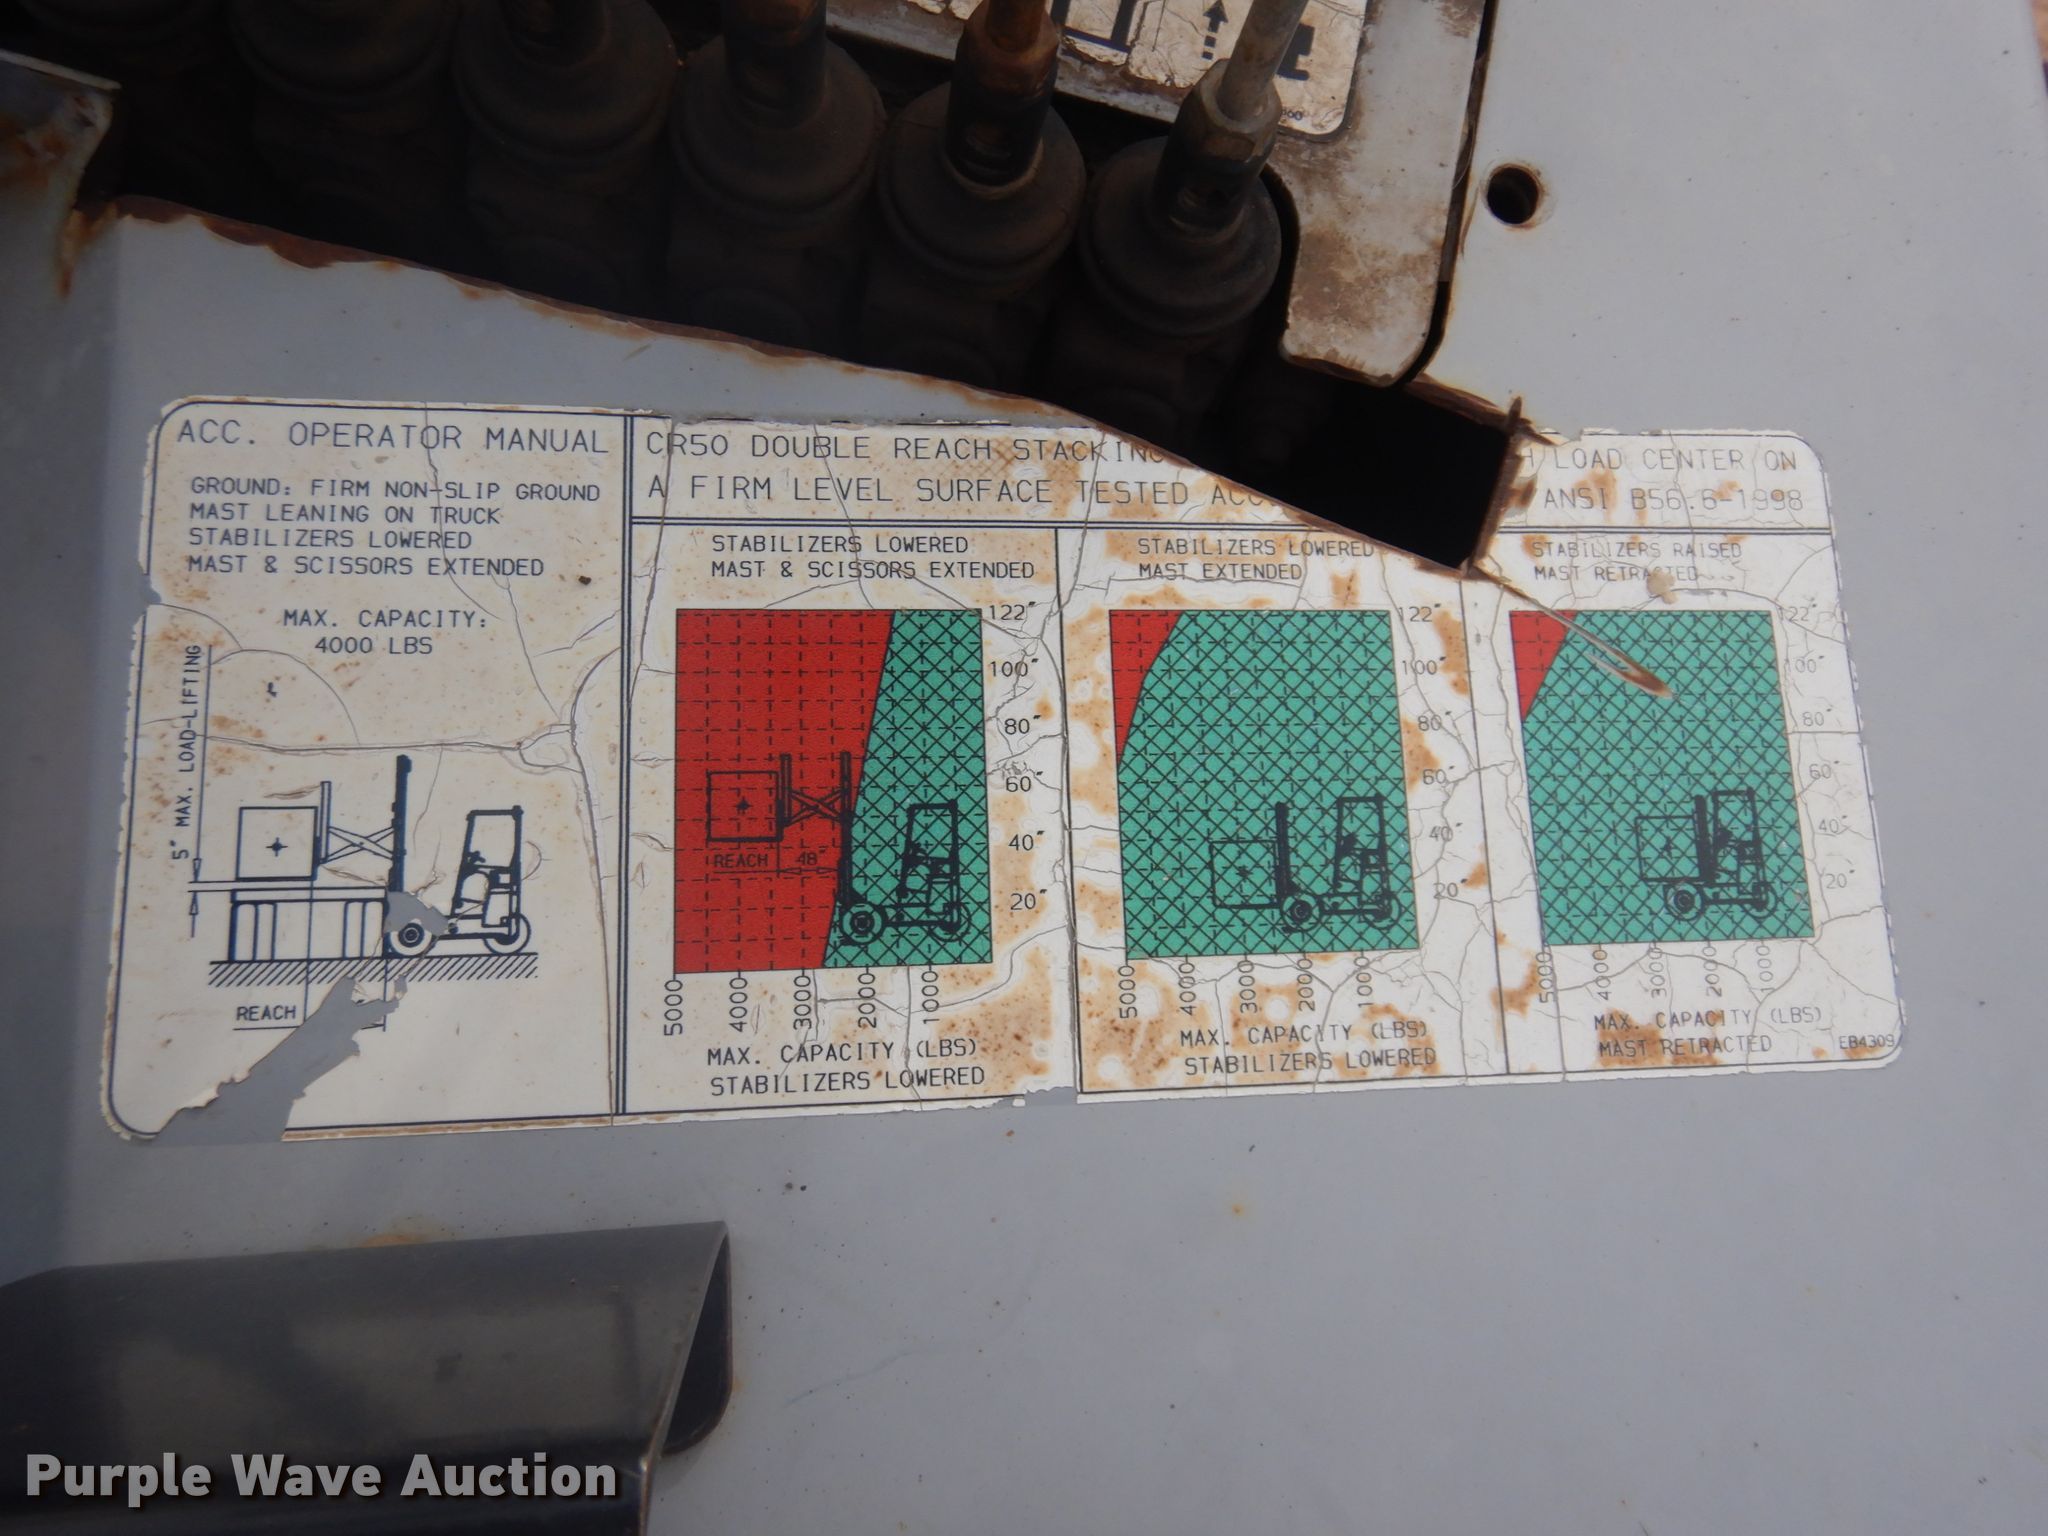 ACC. OPERATOR MANUAL
GROUND: FIRM NON-SLIP GROUND
MAST LEANING ON TRUCK
STABILIZERS LOWERED
MAST & SCISSORS EXTENDED
MAX. CAPACITY:
4000 LBS
5" MAX. LOAD-LIFTING
REACH
CR50 DOUBLE REACH STACKING LOAD CENTER ON
A FIRM LEVEL SURFACE TESTED ANSI B56.6-1998
STABILIZERS LOWERED
MAST & SCISSORS EXTENDED
122"
100"
80"
60"
40"
20"
REACH 48"
5000 4000 3000 2000 1000
MAX. CAPACITY (LBS)
STABILIZERS LOWERED
STABILIZERS LOWERED
MAST EXTENDED
122"
100"
80"
60"
40"
20"
5000 4000 3000 2000 1000
MAX. CAPACITY (LBS)
STABILIZERS LOWERED
STABILIZERS RAISED
MAST RETRACTED
122"
100"
80"
60"
40"
20"
5000 4000 3000 2000 1000
MAX. CAPACITY (LBS)
MAST RETRACTED
EB4309
Purple Wave Auction